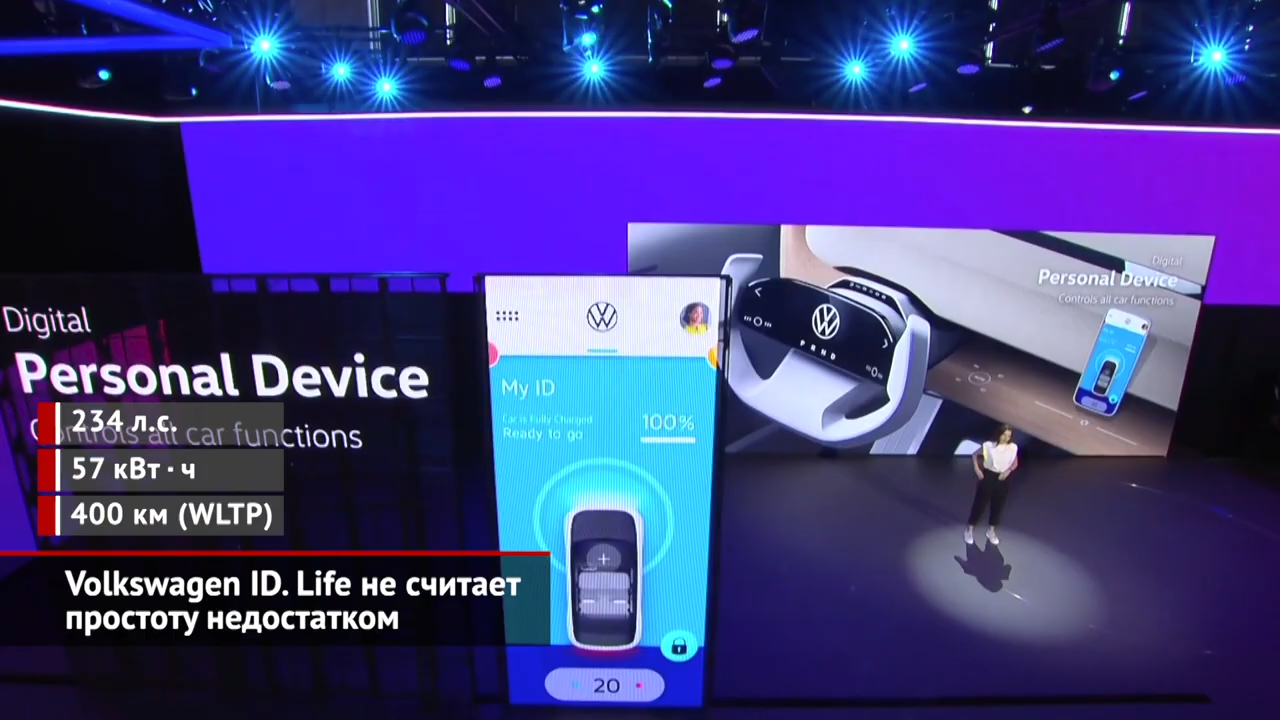 Digital
Personal Device
Controls all car functions
234 л.с.
57 кВт·ч
400 км (WLTP)
Volkswagen ID. Life не считает
простоту недостатком
My ID
Car is Fully Charged
Ready to go
100%
20
Digital
Personal Device
Controls all car functions
P R N D